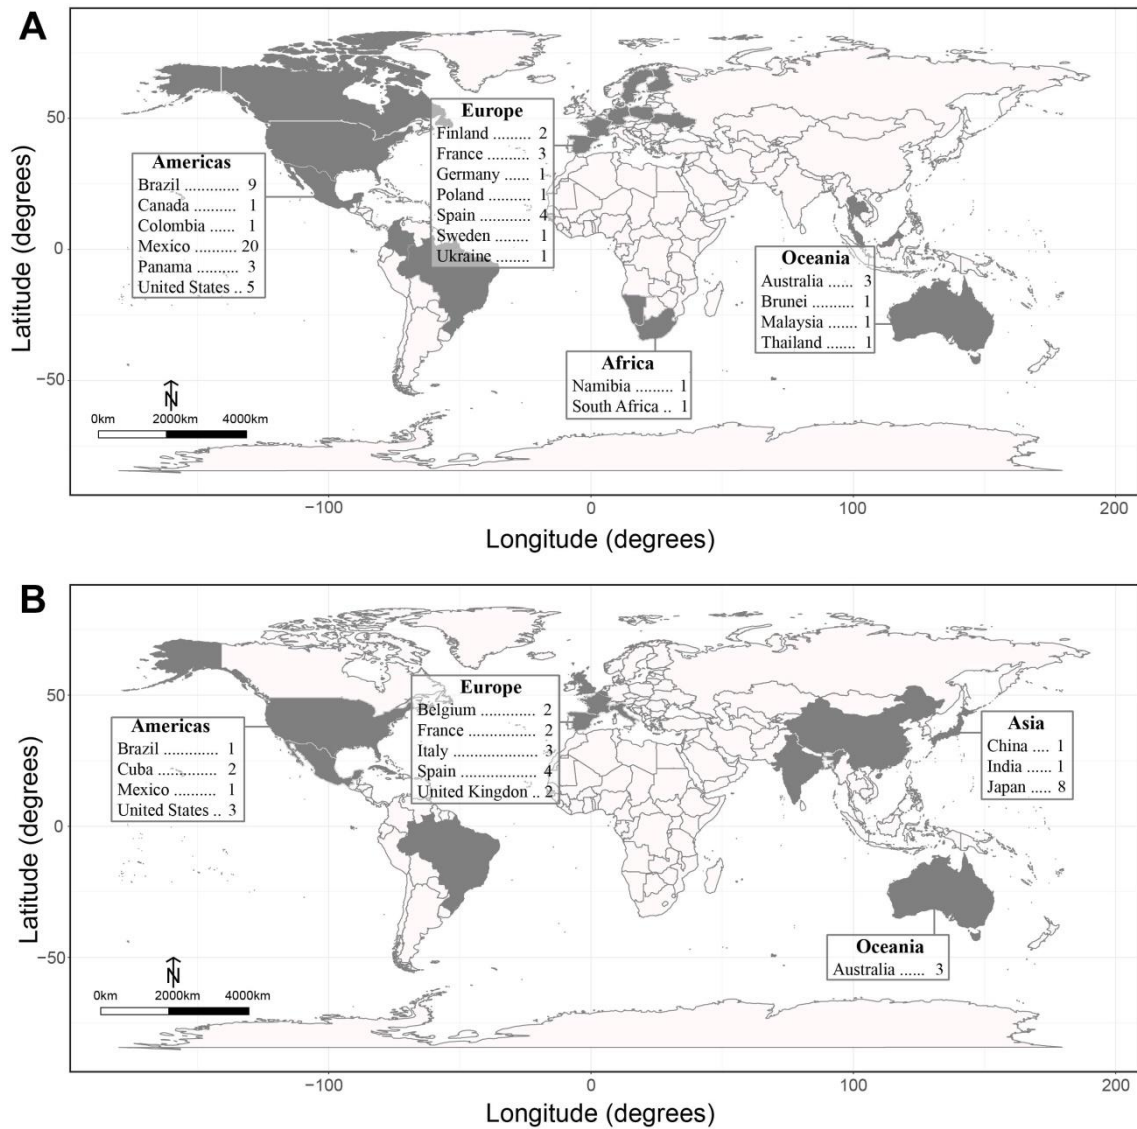 A
Europe
Finland ......... 2
France .......... 3
Germany ...... 1
Poland .......... 1
Spain ............ 4
Sweden ........ 1
Ukraine ........ 1
Americas
Brazil ............. 9
Canada .......... 1
Colombia ...... 1
Mexico .......... 20
Panama .......... 3
United States .. 5
Oceania
Australia ....... 3
Brunei .......... 1
Malaysia ....... 1
Thailand ....... 1
Africa
Namibia ......... 1
South Africa .. 1
50
0
−50
Latitude (degrees)
N
0km 2000km 4000km
−100 0 100 200
Longitude (degrees)
B
Europe
Belgium ............ 2
France ............... 2
Italy ................... 3
Spain ................. 4
United Kingdon .. 2
Americas
Brazil ............. 1
Cuba .............. 2
Mexico .......... 1
United States .. 3
Asia
China .... 1
India ...... 1
Japan ..... 8
Oceania
Australia ...... 3
50
0
−50
Latitude (degrees)
N
0km 2000km 4000km
−100 0 100 200
Longitude (degrees)